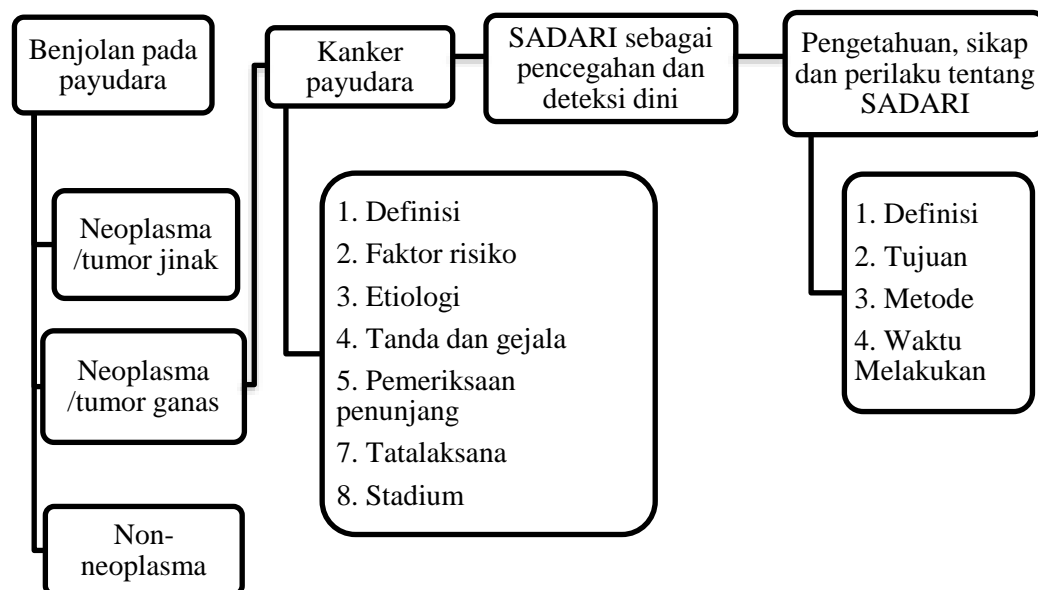 Benjolan pada
payudara
Neoplasma
/tumor jinak
Neoplasma
/tumor ganas
Non-
neoplasma
Kanker
payudara
1. Definisi
2. Faktor risiko
3. Etiologi
4. Tanda dan gejala
5. Pemeriksaan
penunjang
7. Tatalaksana
8. Stadium
SADARI sebagai
pencegahan dan
deteksi dini
Pengetahuan, sikap
dan perilaku tentang
SADARI
1. Definisi
2. Tujuan
3. Metode
4. Waktu
Melakukan